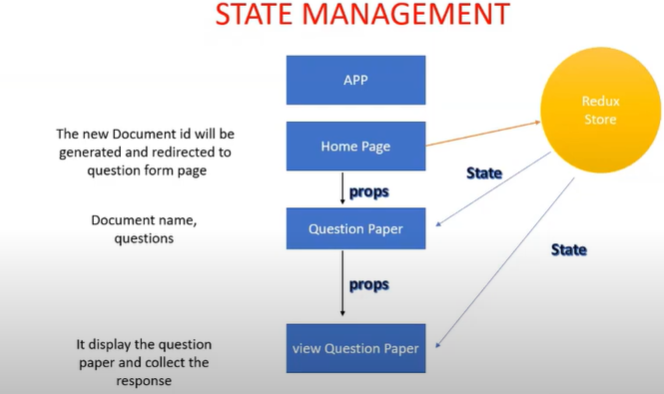 STATE MANAGEMENT
APP
Redux
Store
The new Document id will be
generated and redirected to
question form page
Home Page
State
props
Document name,
questions
Question Paper
State
props
It display the question
paper and collect the
response
view Question Paper